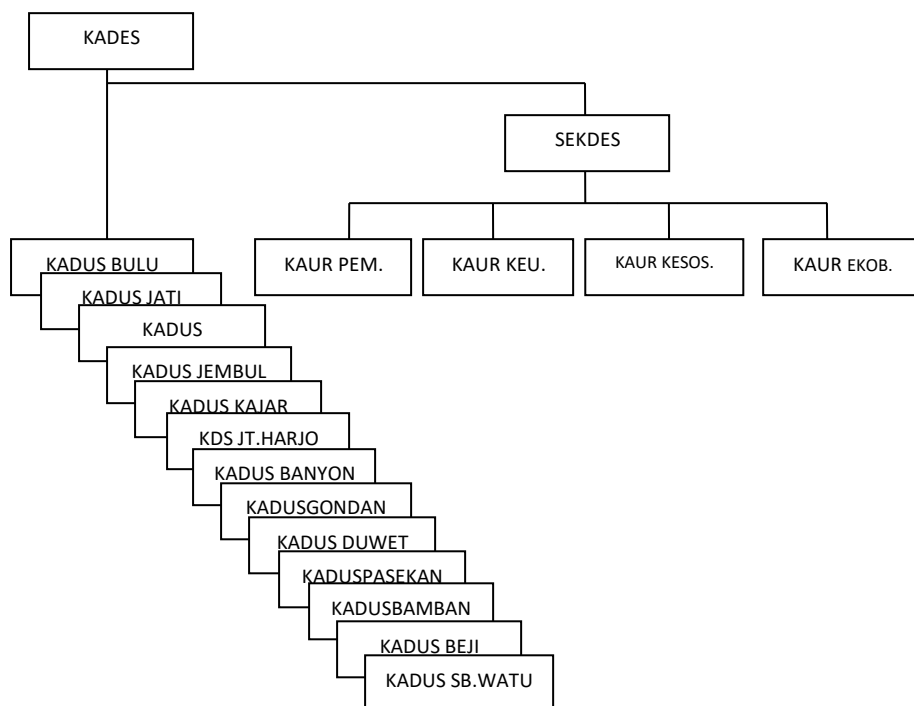 KADES
SEKDES
KADUS BULU
KAUR PEM.
KAUR KEU.
KAUR KESOS.
KAUR EKOB.
KADUS JATI
KADUS
KADUS JEMBUL
KADUS KAJAR
KDS JT.HARJO
KADUS BANYON
KADUSGONDAN
KADUS DUWET
KADUSPASEKAN
KADUSBAMBAN
KADUS BEJI
KADUS SB.WATU